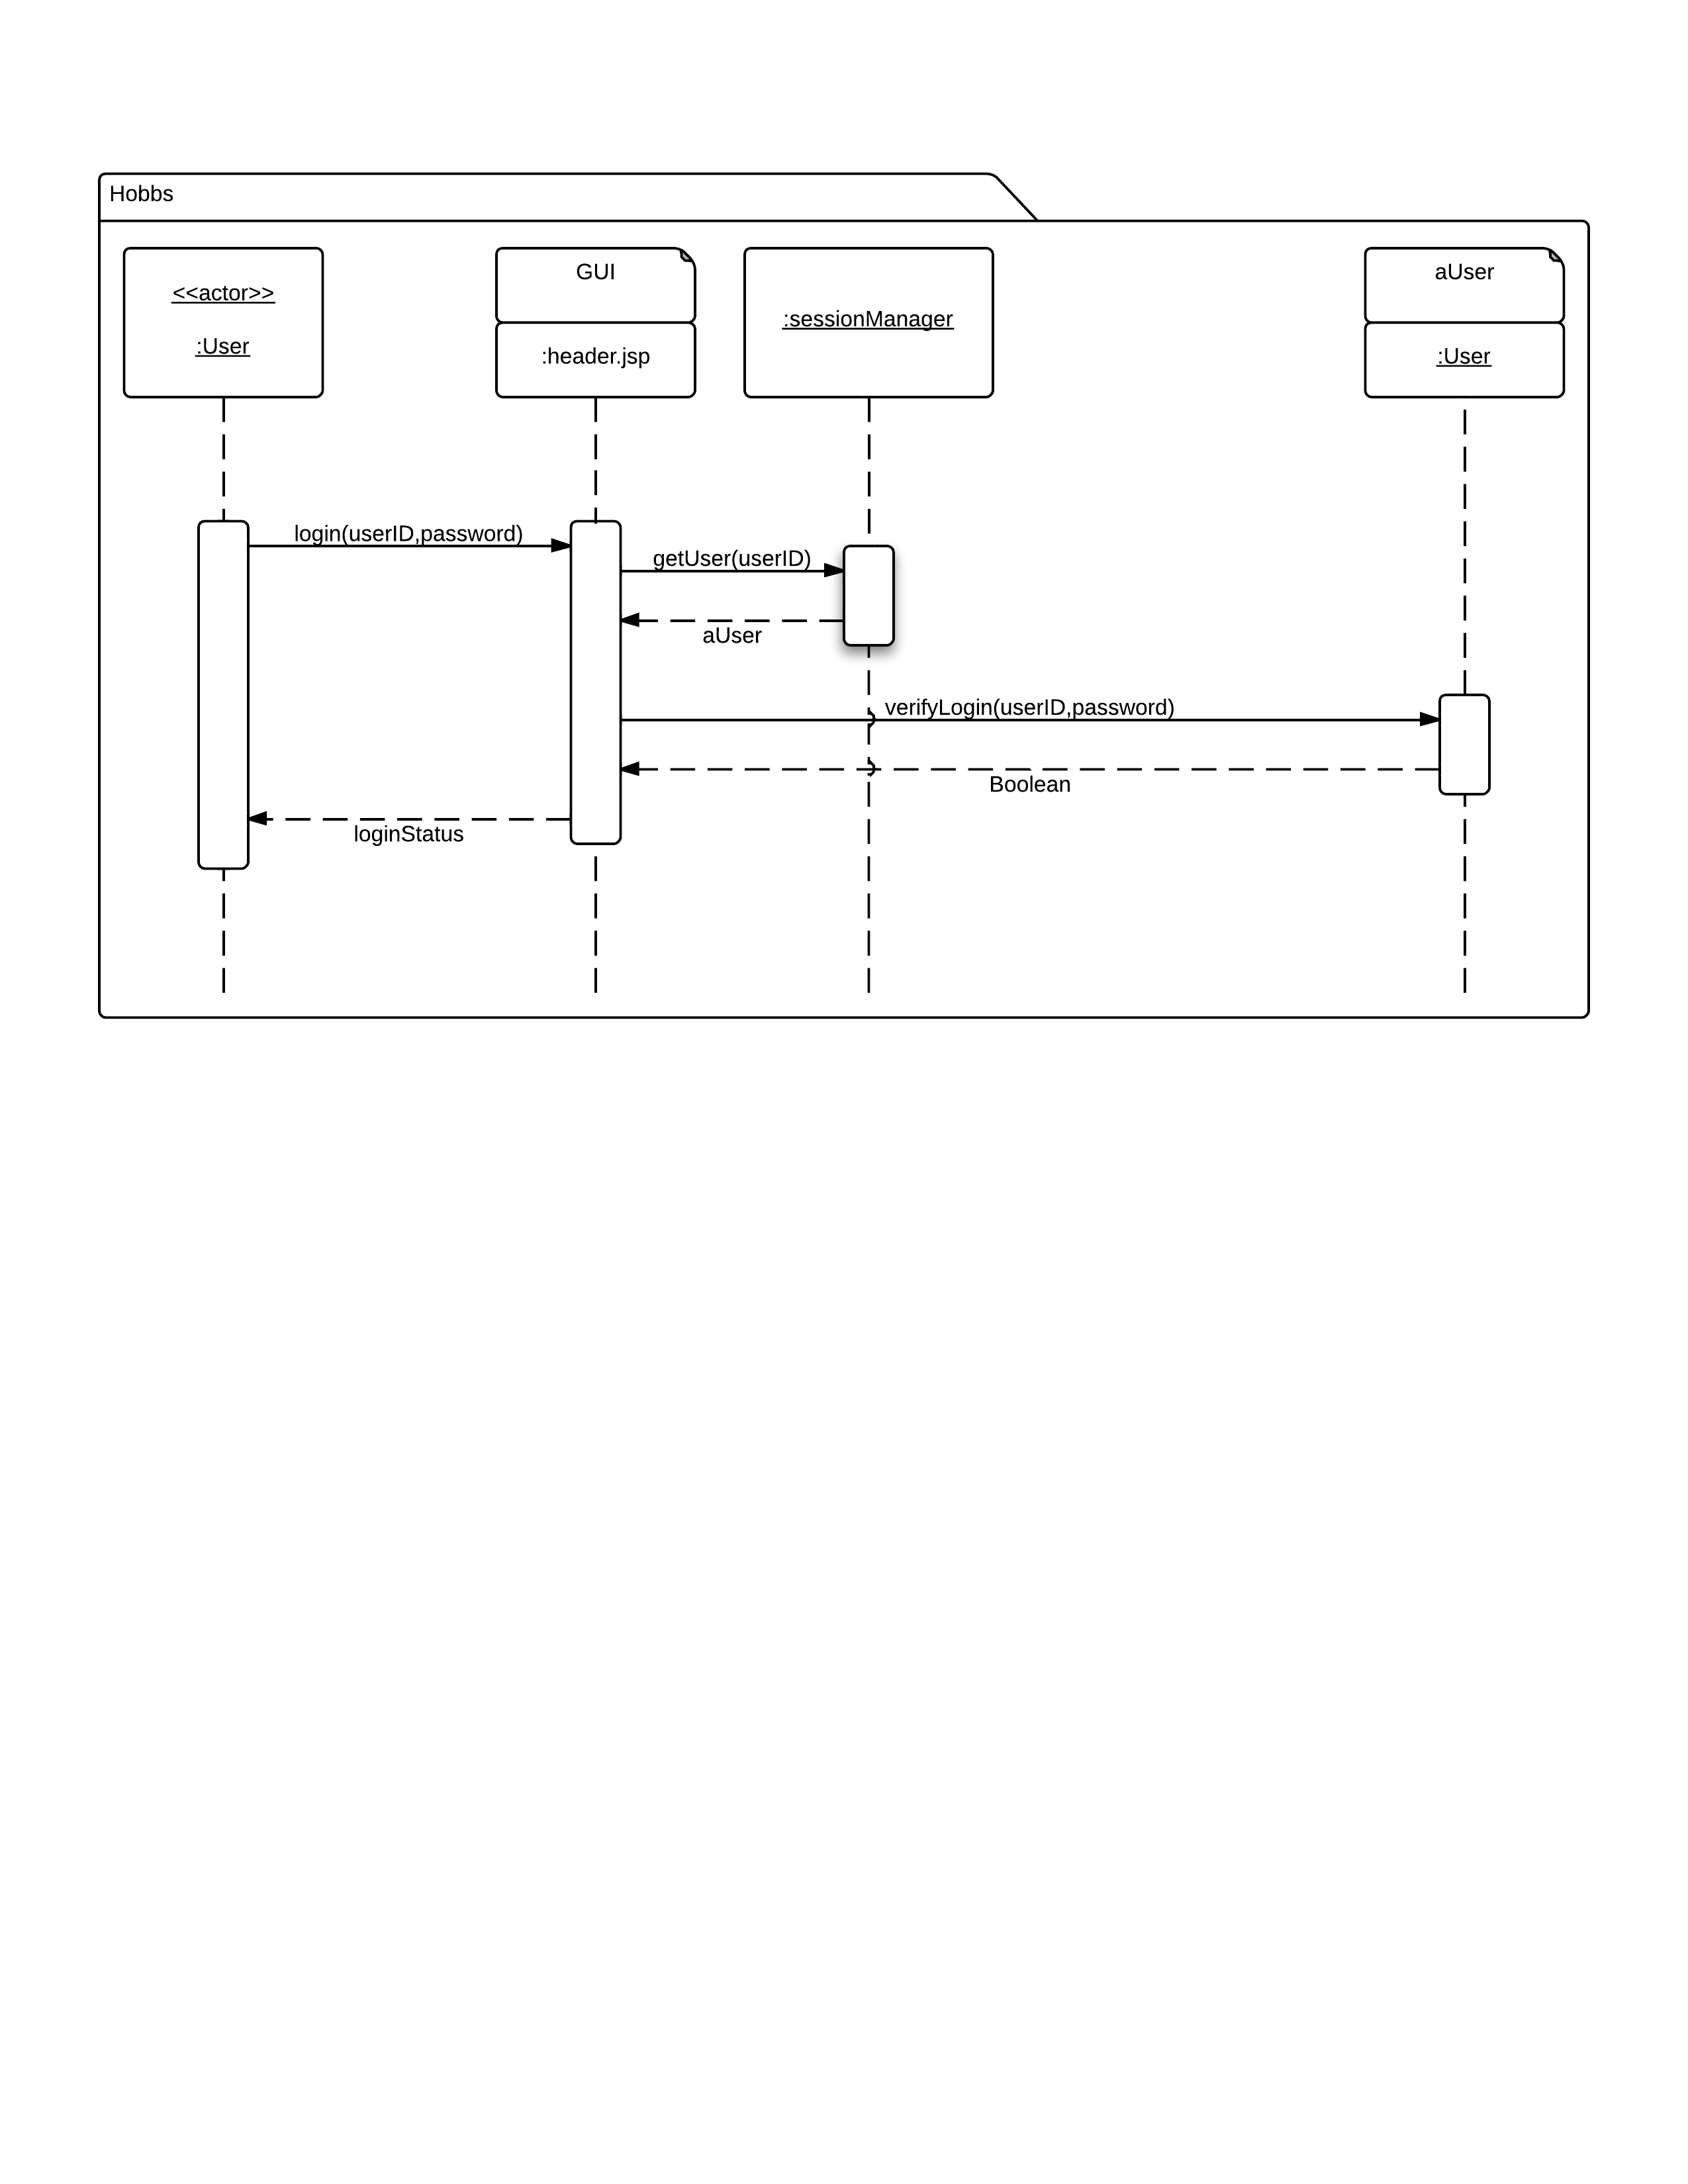 Hobbs
<<actor>>
:User
GUI
:header.jsp
:sessionManager
aUser
:User
login(userID,password)
getUser(userID)
aUser
verifyLogin(userID,password)
Boolean
loginStatus